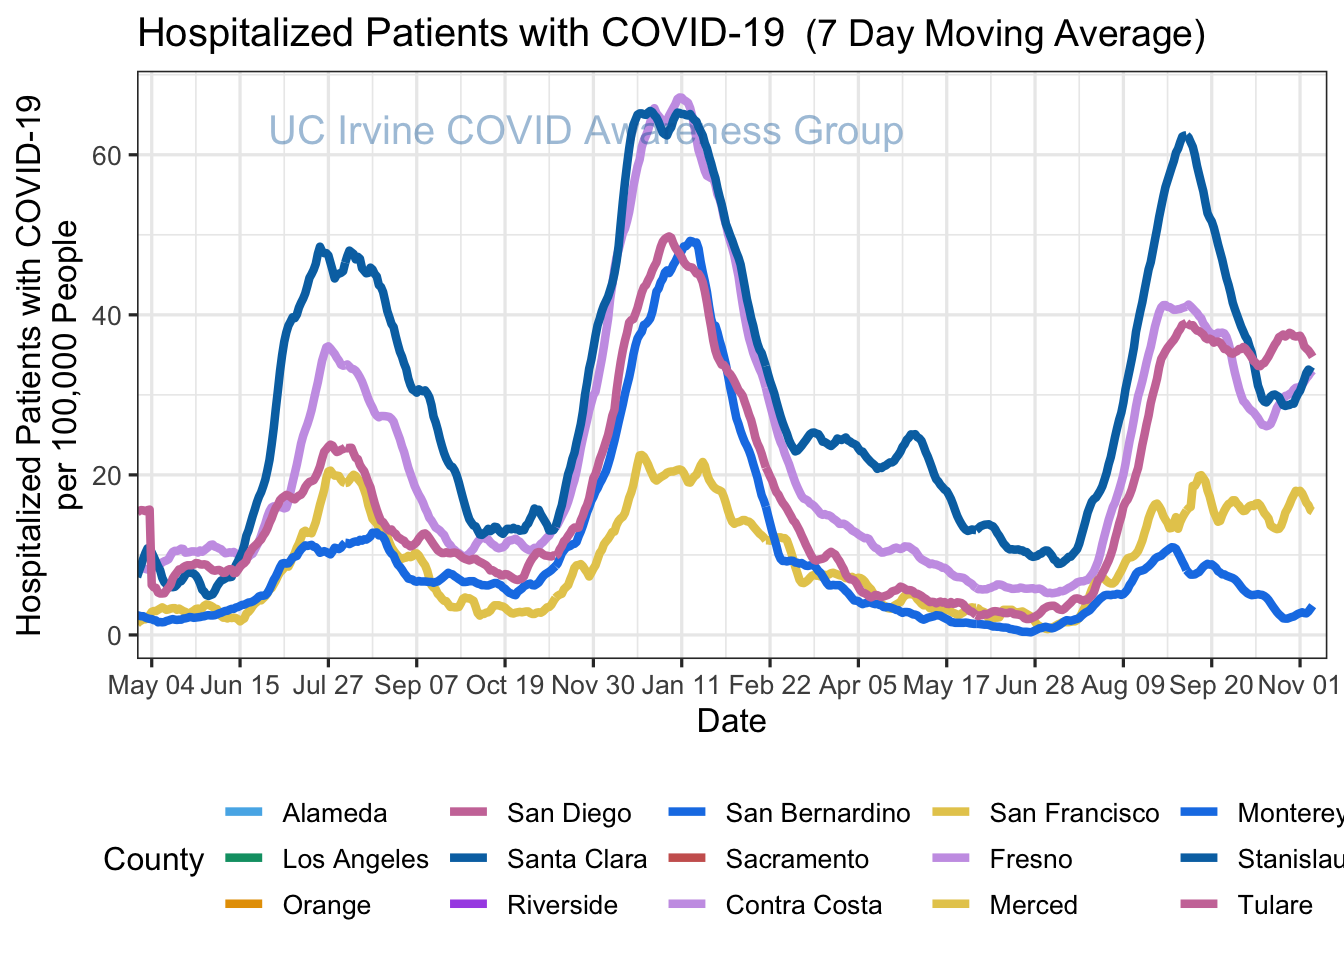 Hospitalized Patients with COVID-19  (7 Day Moving Average)
UC Irvine COVID Awareness Group
Hospitalized Patients with COVID-19
per 100,000 People
60
40
20
0
May 04 Jun 15 Jul 27 Sep 07 Oct 19 Nov 30 Jan 11 Feb 22 Apr 05 May 17 Jun 28 Aug 09 Sep 20 Nov 01
Date
County
Alameda San Diego San Bernardino San Francisco Monterey
Los Angeles Santa Clara Sacramento Fresno Stanislau
Orange Riverside Contra Costa Merced Tulare